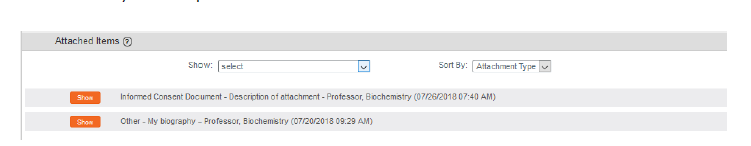 Attached Items ?
Show: select Sort By: Attachment Type
Show Informed Consent Document - Description of attachment - Professor, Biochemistry (07/26/2018 07:40 AM)
Show Other - My biography - Professor, Biochemistry (07/20/2018 09:29 AM)